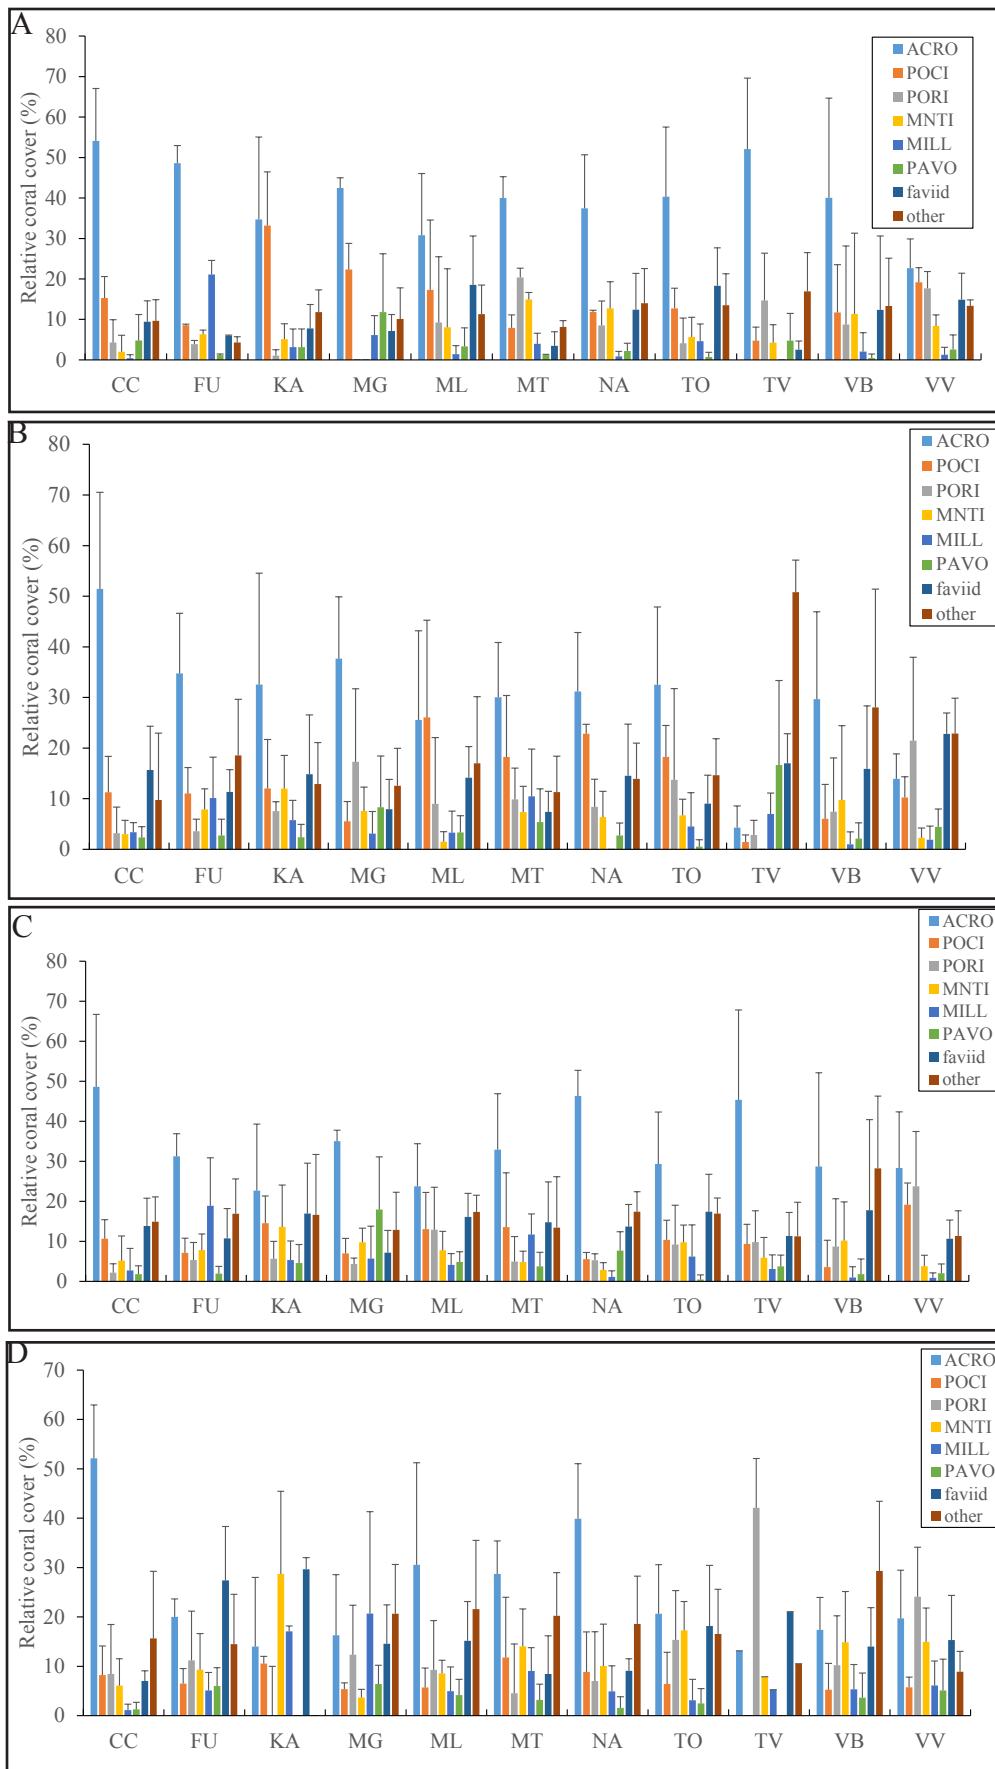 A
Relative coral cover (%)
80
70
60
50
40
30
20
10
0
CC FU KA MG ML MT NA TO TV VB VV
ACRO
POCI
PORI
MNTI
MILL
PAVO
faviid
other
B
Relative coral cover (%)
80
70
60
50
40
30
20
10
0
CC FU KA MG ML MT NA TO TV VB VV
ACRO
POCI
PORI
MNTI
MILL
PAVO
faviid
other
C
Relative coral cover (%)
80
70
60
50
40
30
20
10
0
CC FU KA MG ML MT NA TO TV VB VV
ACRO
POCI
PORI
MNTI
MILL
PAVO
faviid
other
D
Relative coral cover (%)
70
60
50
40
30
20
10
0
CC FU KA MG ML MT NA TO TV VB VV
ACRO
POCI
PORI
MNTI
MILL
PAVO
faviid
other